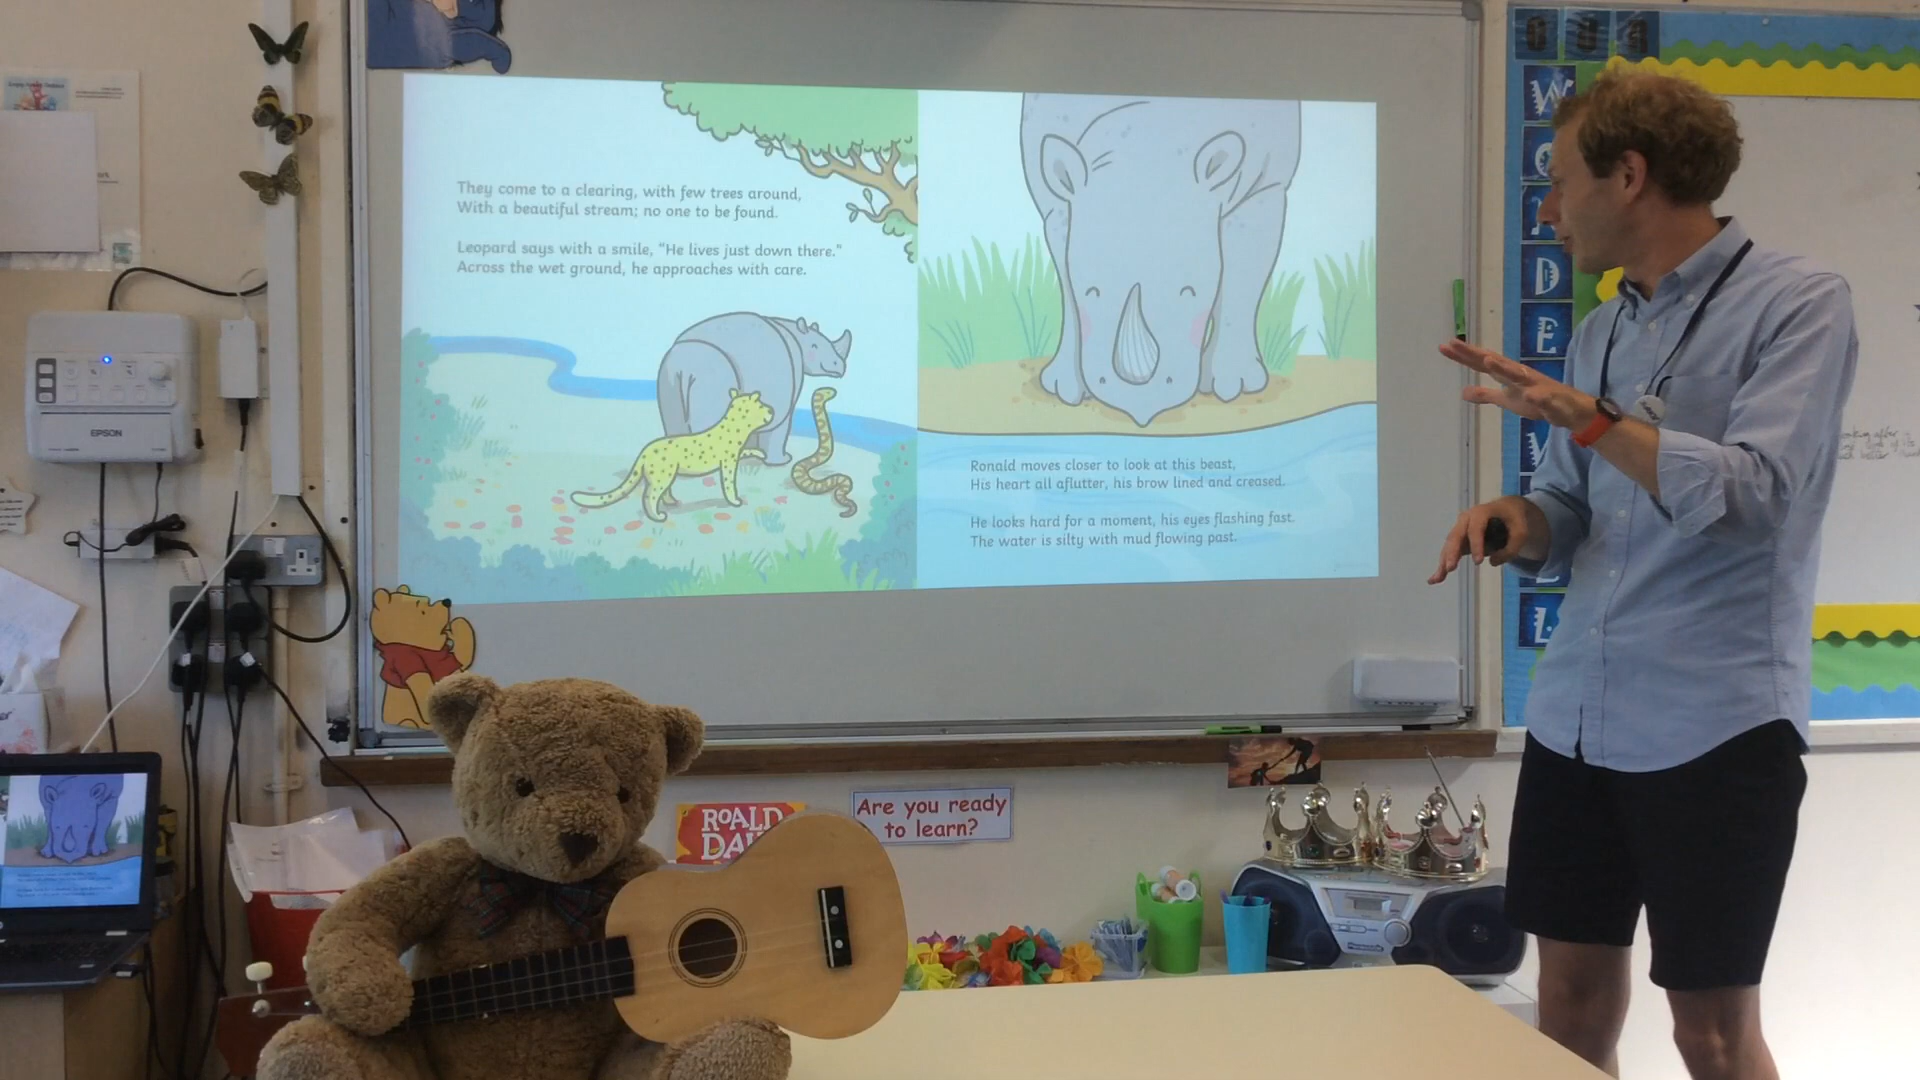 They come to a clearing, with few trees around,
With a beautiful stream; no one to be found.
Leopard says with a smile, “He lives just down there.”
Across the wet ground, he approaches with care.
Ronald moves closer to look at this beast,
His heart all aflutter, his brow lined and creased.
He looks hard for a moment, his eyes flashing fast.
The water is silty with mud flowing past.
EPSON
ROALD
DA
Are you ready
to learn?
W
D
E
L